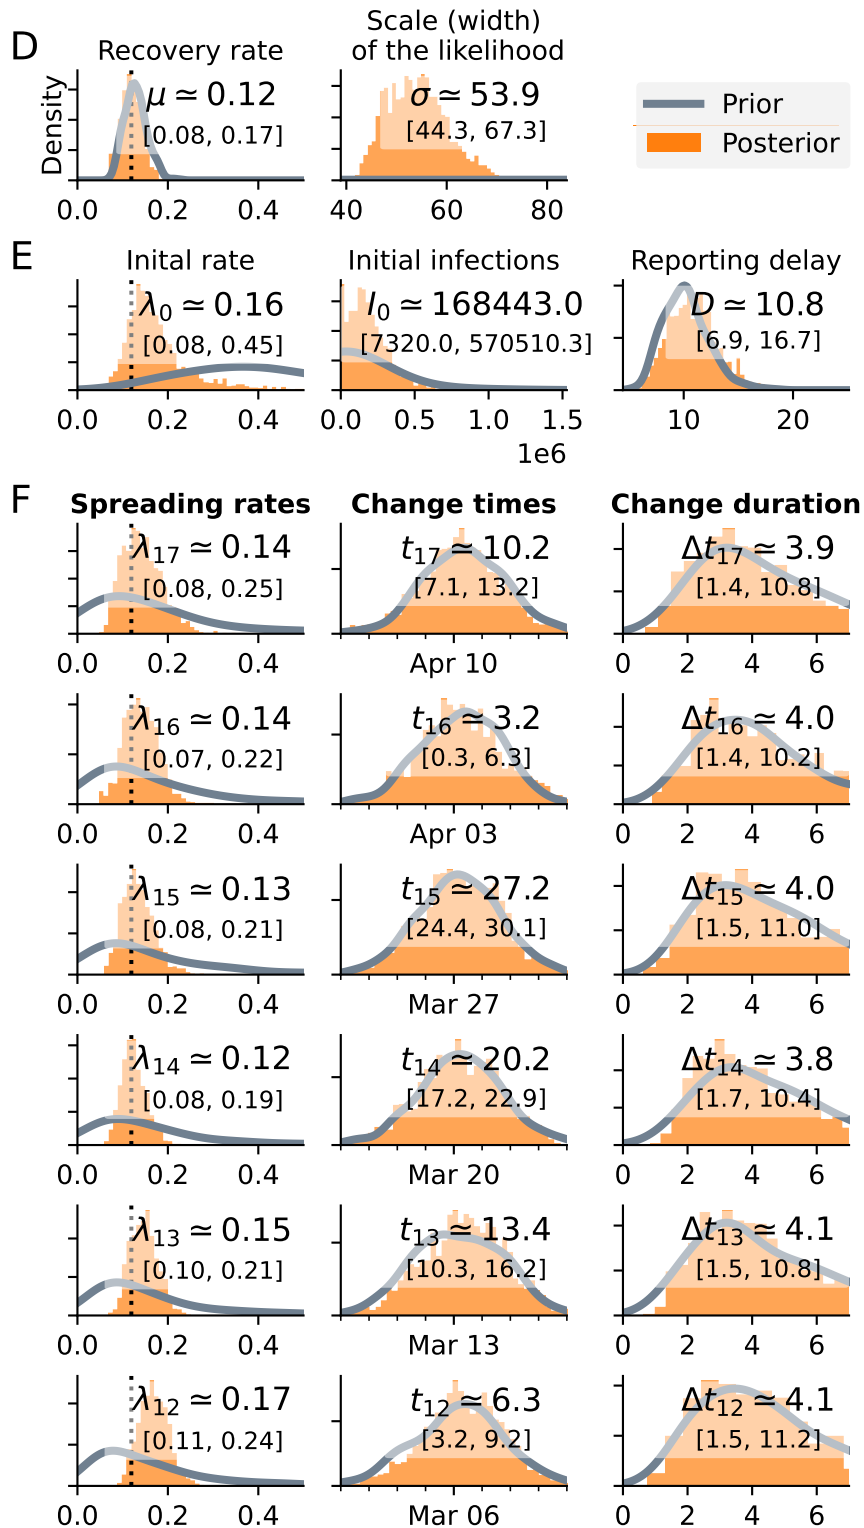 D
Recovery rate
Scale (width)
of the likelihood
Density
μ ≃ 0.12
[0.08, 0.17]
σ ≃ 53.9
[44.3, 67.3]
Prior
Posterior
0.0 0.2 0.4
40 60 80
E
Inital rate
Initial infections
Reporting delay
λ0 ≃ 0.16
[0.08, 0.45]
I0 ≃ 168443.0
[7320.0, 570510.3]
D ≃ 10.8
[6.9, 16.7]
0.0 0.2 0.4
0.0 0.5 1.0 1.5
1e6
10 20
F
Spreading rates
Change times
Change duration
λ17 ≃ 0.14
[0.08, 0.25]
t17 ≃ 10.2
[7.1, 13.2]
Δt17 ≃ 3.9
[1.4, 10.8]
0.0 0.2 0.4
Apr 10
0 2 4 6
λ16 ≃ 0.14
[0.07, 0.22]
t16 ≃ 3.2
[0.3, 6.3]
Δt16 ≃ 4.0
[1.4, 10.2]
0.0 0.2 0.4
Apr 03
0 2 4 6
λ15 ≃ 0.13
[0.08, 0.21]
t15 ≃ 27.2
[24.4, 30.1]
Δt15 ≃ 4.0
[1.5, 11.0]
0.0 0.2 0.4
Mar 27
0 2 4 6
λ14 ≃ 0.12
[0.08, 0.19]
t14 ≃ 20.2
[17.2, 22.9]
Δt14 ≃ 3.8
[1.7, 10.4]
0.0 0.2 0.4
Mar 20
0 2 4 6
λ13 ≃ 0.15
[0.10, 0.21]
t13 ≃ 13.4
[10.3, 16.2]
Δt13 ≃ 4.1
[1.5, 10.8]
0.0 0.2 0.4
Mar 13
0 2 4 6
λ12 ≃ 0.17
[0.11, 0.24]
t12 ≃ 6.3
[3.2, 9.2]
Δt12 ≃ 4.1
[1.5, 11.2]
0.0 0.2 0.4
Mar 06
0 2 4 6